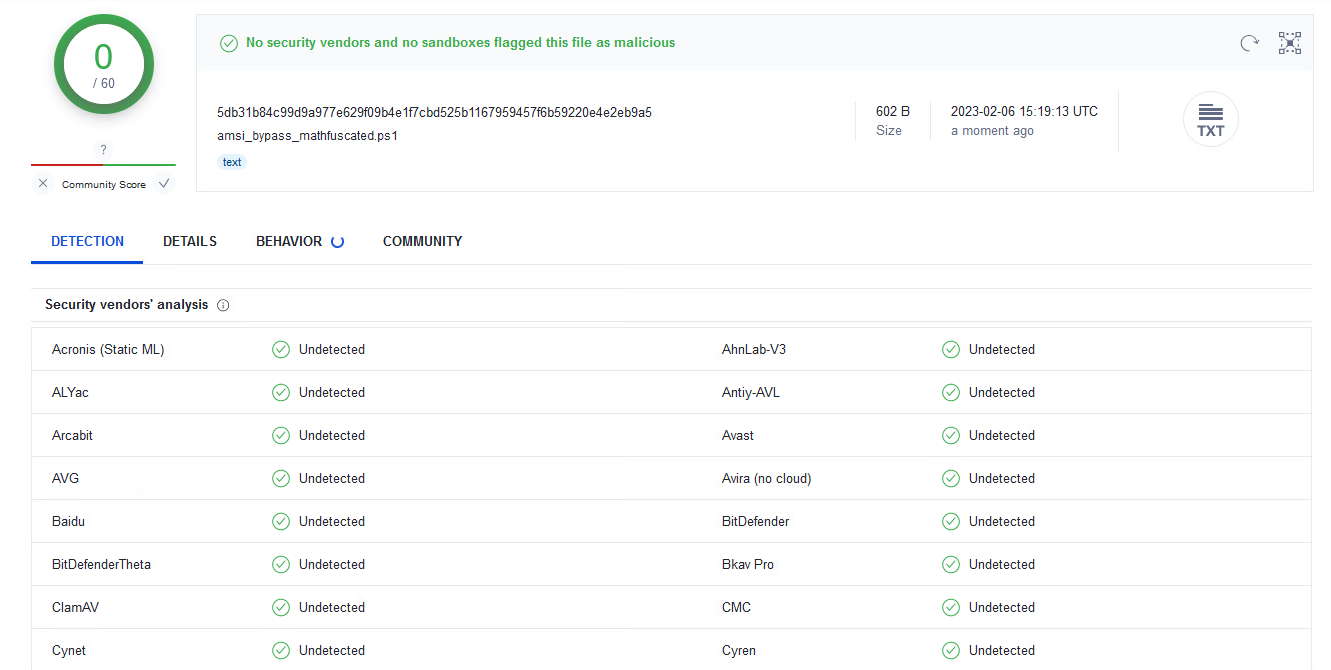 0
/ 60
?
Community Score
No security vendors and no sandboxes flagged this file as malicious
5db31b84c99d9a977e629f09b4e1f7cbd525b1167959457f6b59220e4e2eb9a5
amsi_bypass_mathfuscated.ps1
text
602 B
Size
2023-02-06 15:19:13 UTC
a moment ago
TXT
DETECTION DETAILS BEHAVIOR COMMUNITY
Security vendors' analysis
Acronis (Static ML) Undetected AhnLab-V3 Undetected
ALYac Undetected Antiy-AVL Undetected
Arcabit Undetected Avast Undetected
AVG Undetected Avira (no cloud) Undetected
Baidu Undetected BitDefender Undetected
BitDefenderTheta Undetected Bkav Pro Undetected
ClamAV Undetected CMC Undetected
Cynet Undetected Cyren Undetected